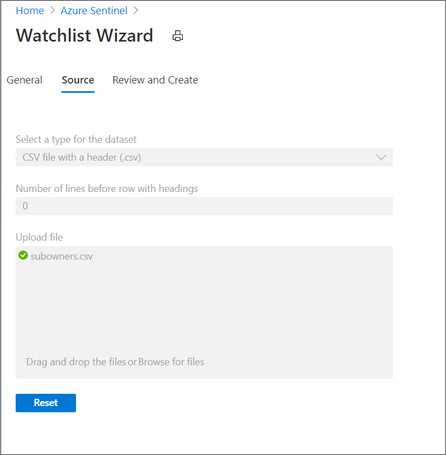 Home > Azure Sentinel >
Watchlist Wizard
General Source Review and Create
Select a type for the dataset
CSV file with a header (.csv)
Number of lines before row with headings
0
Upload file
subowners.csv
Drag and drop the files or Browse for files
Reset